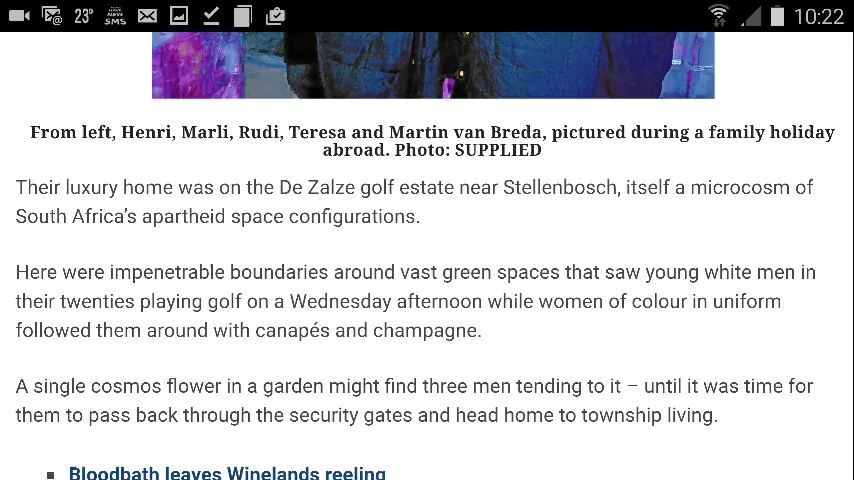 23°
HAVE
NEW
SMS
10:22
From left, Henri, Marli, Rudi, Teresa and Martin van Breda, pictured during a family holiday
abroad. Photo: SUPPLIED
Their luxury home was on the De Zalze golf estate near Stellenbosch, itself a microcosm of
South Africa's apartheid space configurations.
Here were impenetrable boundaries around vast green spaces that saw young white men in
their twenties playing golf on a Wednesday afternoon while women of colour in uniform
followed them around with canapés and champagne.
A single cosmos flower in a garden might find three men tending to it – until it was time for
them to pass back through the security gates and head home to township living.
Bloodbath leaves Winelands reeling